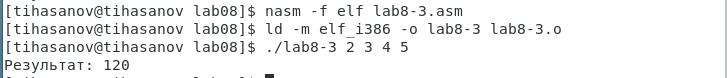 [tihasanov@tihasanov lab08]$ nasm -f elf lab8-3.asm
[tihasanov@tihasanov lab08]$ ld -m elf_i386 -o lab8-3 lab8-3.o
[tihasanov@tihasanov lab08]$ ./lab8-3 2 3 4 5
Результат: 120